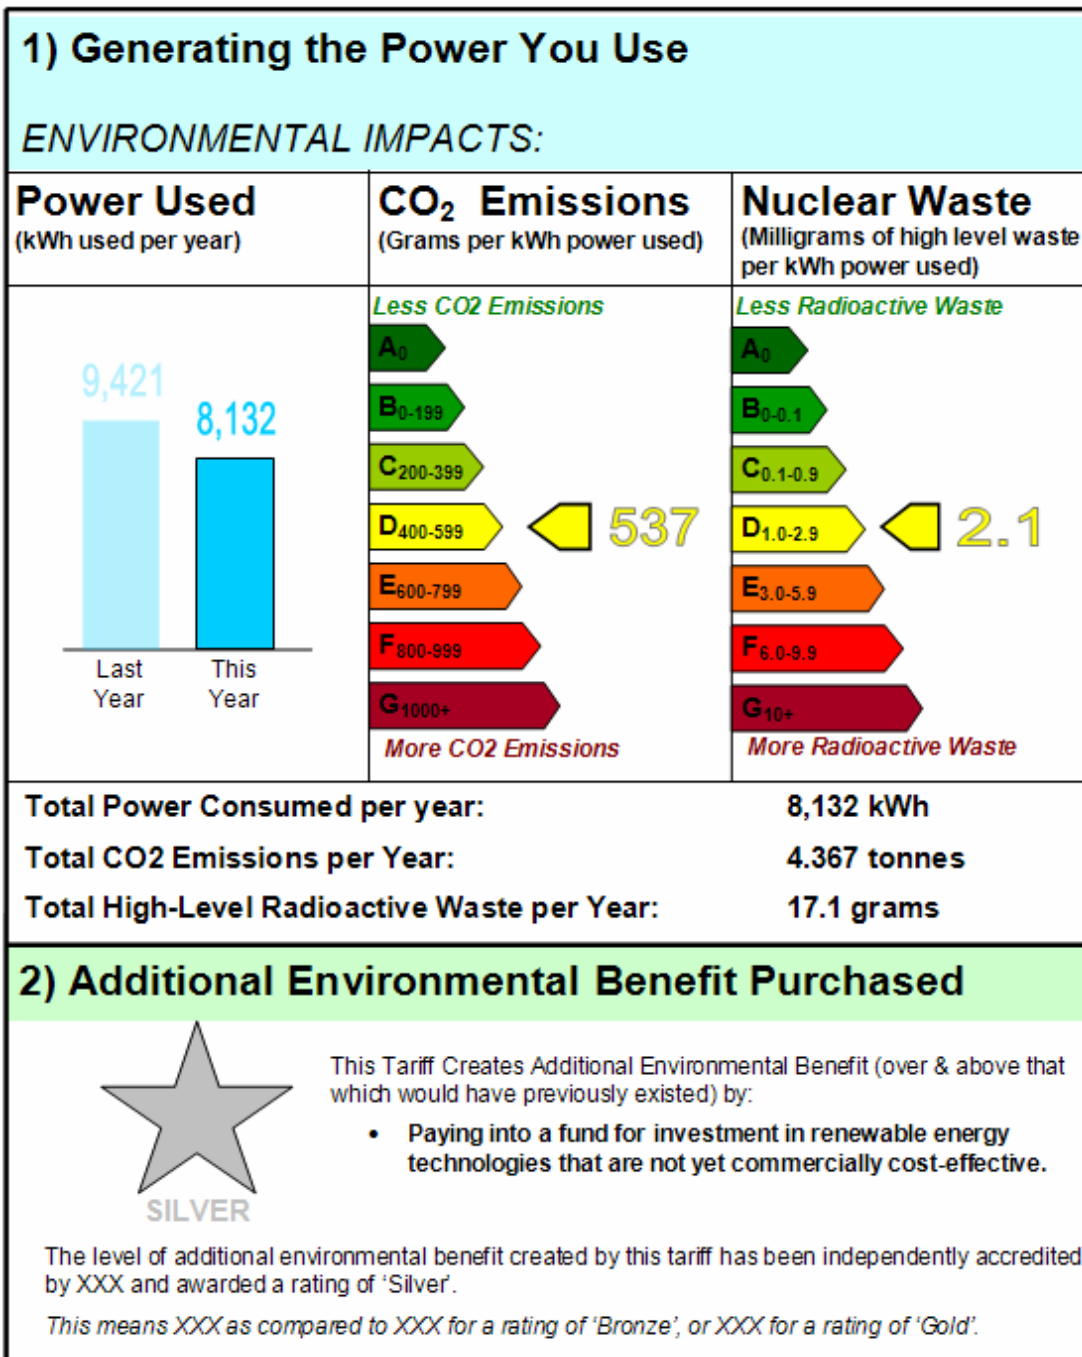 1) Generating the Power You Use
ENVIRONMENTAL IMPACTS:
Power Used
(kWh used per year)
CO2 Emissions
(Grams per kWh power used)
Nuclear Waste
(Milligrams of high level waste
per kWh power used)
9,421
8,132
Last
Year
This
Year
Less CO2 Emissions
A0
B0-199
C200-399
D400-599
537
E600-799
F800-999
G1000+
More CO2 Emissions
Less Radioactive Waste
A0
B0-0.1
C0.1-0.9
D1.0-2.9
2.1
E3.0-5.9
F6.0-9.9
G10+
More Radioactive Waste
Total Power Consumed per year: 8,132 kWh
Total CO2 Emissions per Year: 4.367 tonnes
Total High-Level Radioactive Waste per Year: 17.1 grams
2) Additional Environmental Benefit Purchased
SILVER
This Tariff Creates Additional Environmental Benefit (over & above that
which would have previously existed) by:
• Paying into a fund for investment in renewable energy
technologies that are not yet commercially cost-effective.
The level of additional environmental benefit created by this tariff has been independently accredited
by XXX and awarded a rating of ‘Silver’.
This means XXX as compared to XXX for a rating of ‘Bronze’, or XXX for a rating of ‘Gold’.